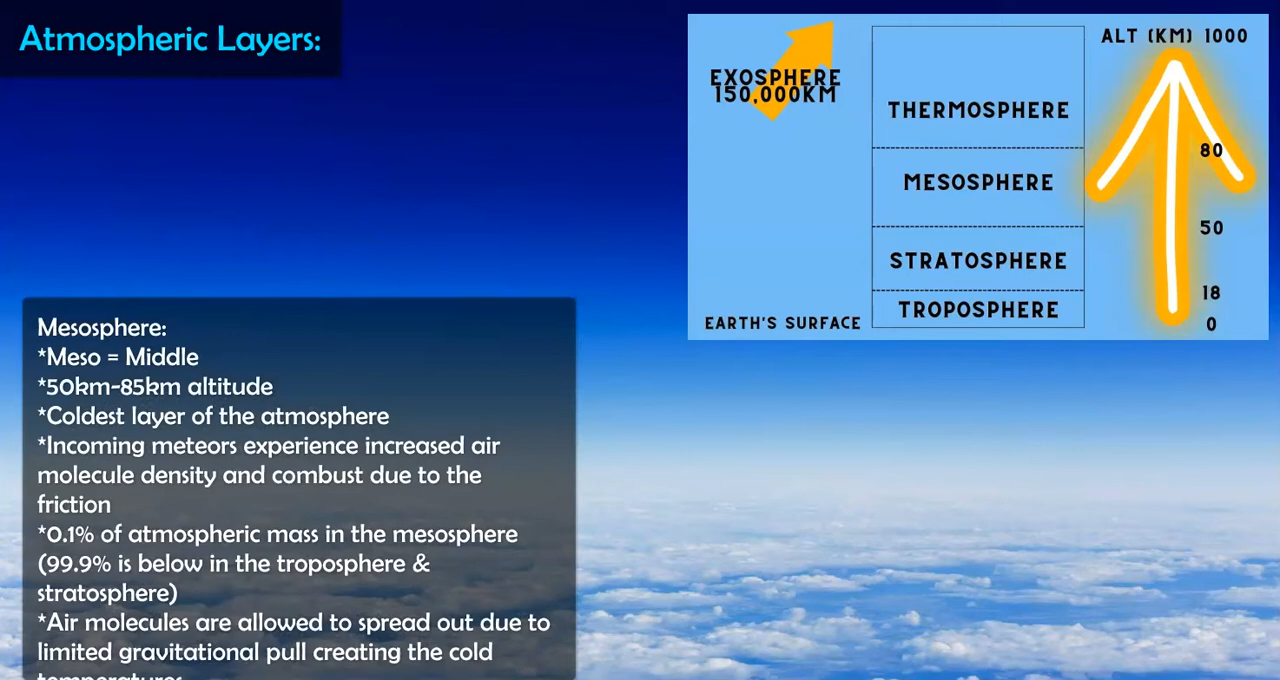 Atmospheric Layers:
EXOSPHERE
150,000KM
THERMOSPHERE
MESOSPHERE
STRATOSPHERE
TROPOSPHERE
EARTH'S SURFACE
ALT (KM) 1000
80
50
18
0
Mesosphere:
*Meso = Middle
*50km-85km altitude
*Coldest layer of the atmosphere
*Incoming meteors experience increased air
molecule density and combust due to the
friction
*0.1% of atmospheric mass in the mesosphere
(99.9% is below in the troposphere &
stratosphere)
*Air molecules are allowed to spread out due to
limited gravitational pull creating the cold
temperatures